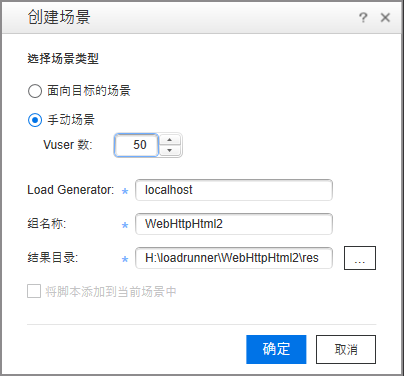 创建场景
选择场景类型
面向目标的场景
手动场景
Vuser 数: 50
Load Generator: * localhost
组名称: * WebHttpHtml2
结果目录: * H:\loadrunner\WebHttpHtml2\res ...
将脚本添加到当前场景中
确定 取消